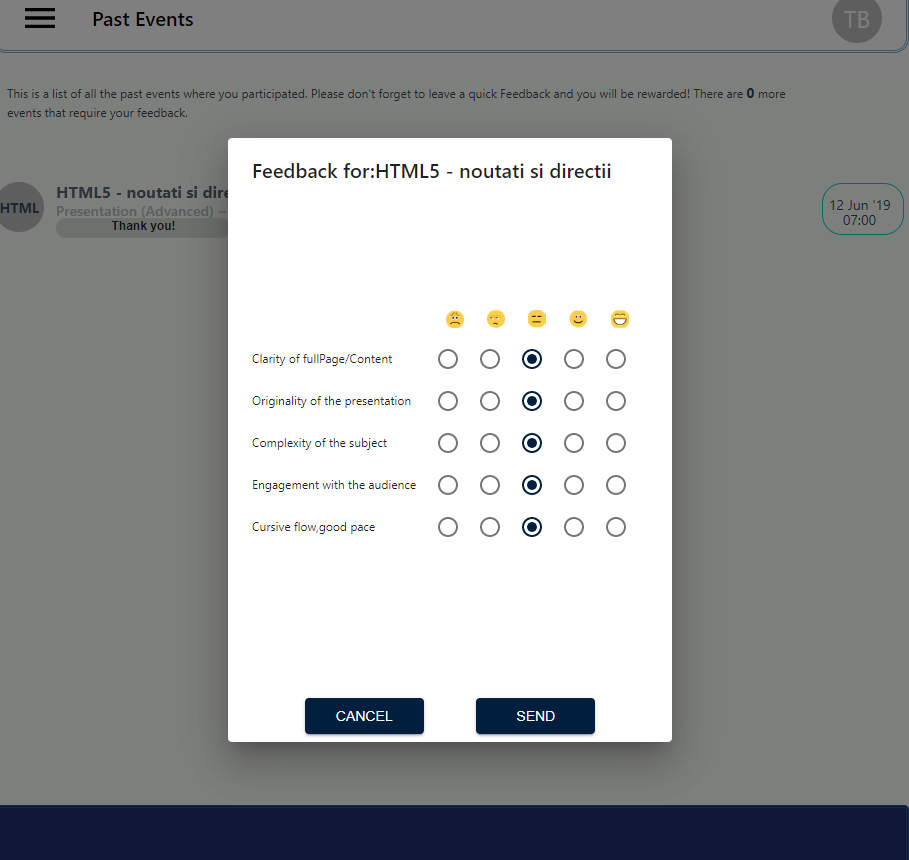 Past Events
TB
This is a list of all the past events where you participated. Please don't forget to leave a quick Feedback and you will be rewarded! There are 0 more
events that require your feedback.
HTML
HTML5 - noutati si dire
Presentation (Advanced) ~
Thank you!
12 Jun '19
07:00
Feedback for:HTML5 - noutati si directii
Clarity of fullPage/Content
Originality of the presentation
Complexity of the subject
Engagement with the audience
Cursive flow,good pace
CANCEL
SEND